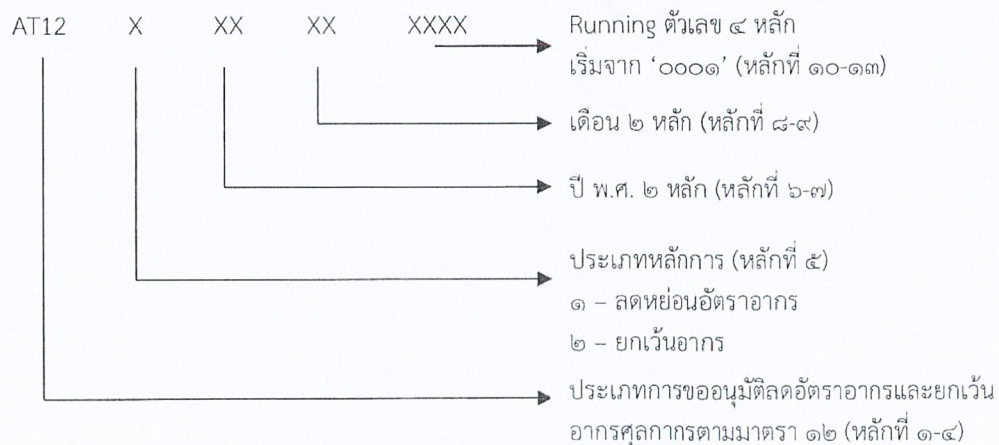 AT12 X XX XX XXXX
Running ตัวเลข ๔ หลัก
เริ่มจาก ‘๐๐๐๑’ (หลักที่ ๑๐-๑๓)
เดือน ๒ หลัก (หลักที่ ๘-๙)
ปี พ.ศ. ๒ หลัก (หลักที่ ๖-๗)
ประเภทหลักการ (หลักที่ ๕)
๑ – ลดหย่อนอัตราอากร
๒ – ยกเว้นอากร
ประเภทการขออนุมัติลดอัตราอากรและยกเว้น
อากรศุลกากรตามมาตรา ๑๒ (หลักที่ ๑-๔)